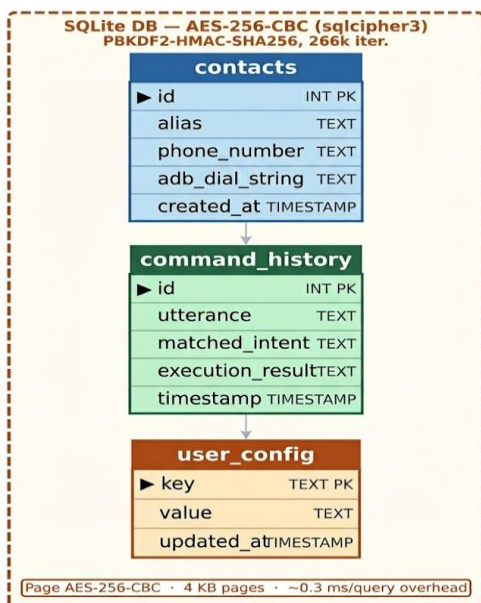 SQLite DB — AES-256-CBC (sqlcipher3)
PBKDF2-HMAC-SHA256, 266k iter.
contacts
► id INT PK
alias TEXT
phone_number TEXT
adb_dial_string TEXT
created_at TIMESTAMP
command_history
► id INT PK
utterance TEXT
matched_intent TEXT
execution_result TEXT
timestamp TIMESTAMP
user_config
► key TEXT PK
value TEXT
updated_at TIMESTAMP
Page AES-256-CBC · 4 KB pages · ~0.3 ms/query overhead